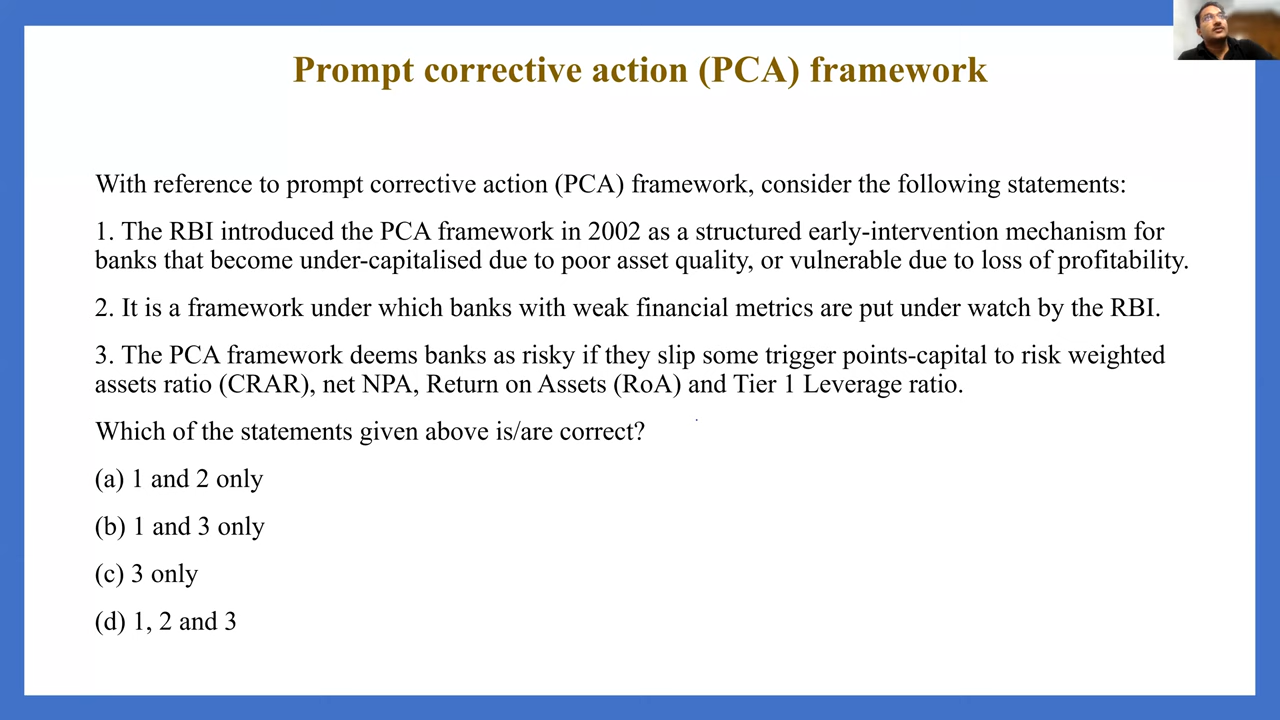 Prompt corrective action (PCA) framework
With reference to prompt corrective action (PCA) framework, consider the following statements:
1. The RBI introduced the PCA framework in 2002 as a structured early-intervention mechanism for
banks that become under-capitalised due to poor asset quality, or vulnerable due to loss of profitability.
2. It is a framework under which banks with weak financial metrics are put under watch by the RBI.
3. The PCA framework deems banks as risky if they slip some trigger points-capital to risk weighted
assets ratio (CRAR), net NPA, Return on Assets (RoA) and Tier 1 Leverage ratio.
Which of the statements given above is/are correct?
(a) 1 and 2 only
(b) 1 and 3 only
(c) 3 only
(d) 1, 2 and 3